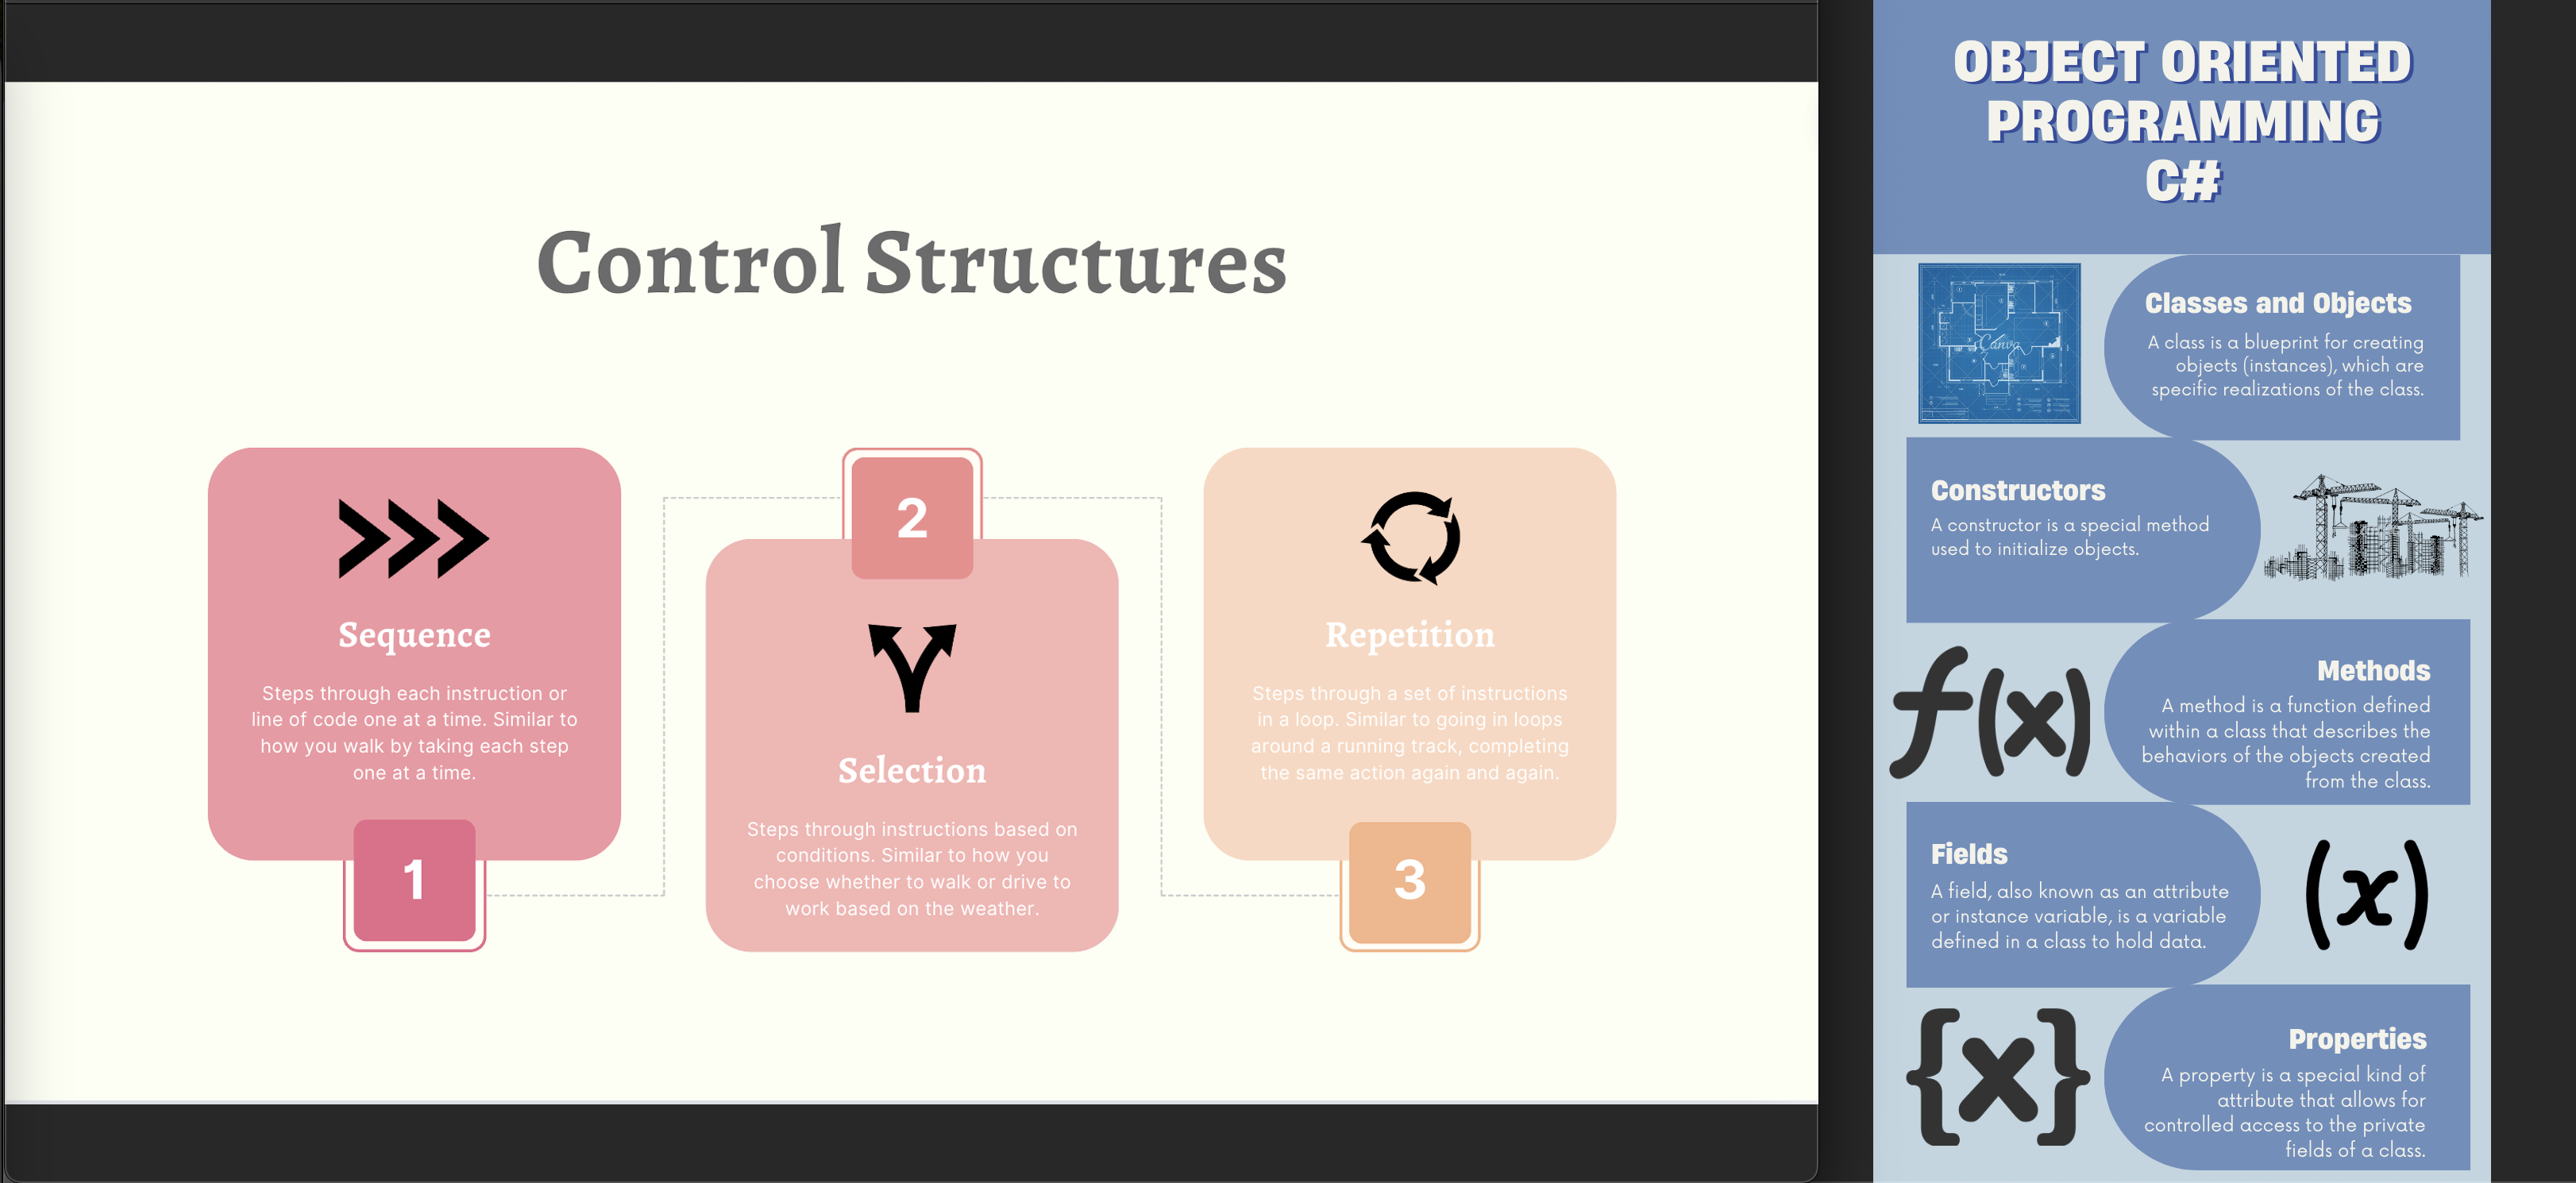 Control Structures
Sequence
Steps through each instruction or
line of code one at a time. Similar to
how you walk by taking each step
one at a time.
1
2
Selection
Steps through instructions based on
conditions. Similar to how you
choose whether to walk or drive to
work based on the weather.
Repetition
Steps through a set of instructions
in a loop. Similar to going in loops
around a running track, completing
the same action again and again.
3
OBJECT ORIENTED
PROGRAMMING
C#
Canva
Classes and Objects
A class is a blueprint for creating
objects (instances), which are
specific realizations of the class.
Constructors
A constructor is a special method
used to initialize objects.
f(x)
Methods
A method is a function defined
within a class that describes the
behaviors of the objects created
from the class.
Fields
A field, also known as an attribute
or instance variable, is a variable
defined in a class to hold data.
(x)
{x}
Properties
A property is a special kind of
attribute that allows for
controlled access to the private
fields of a class.